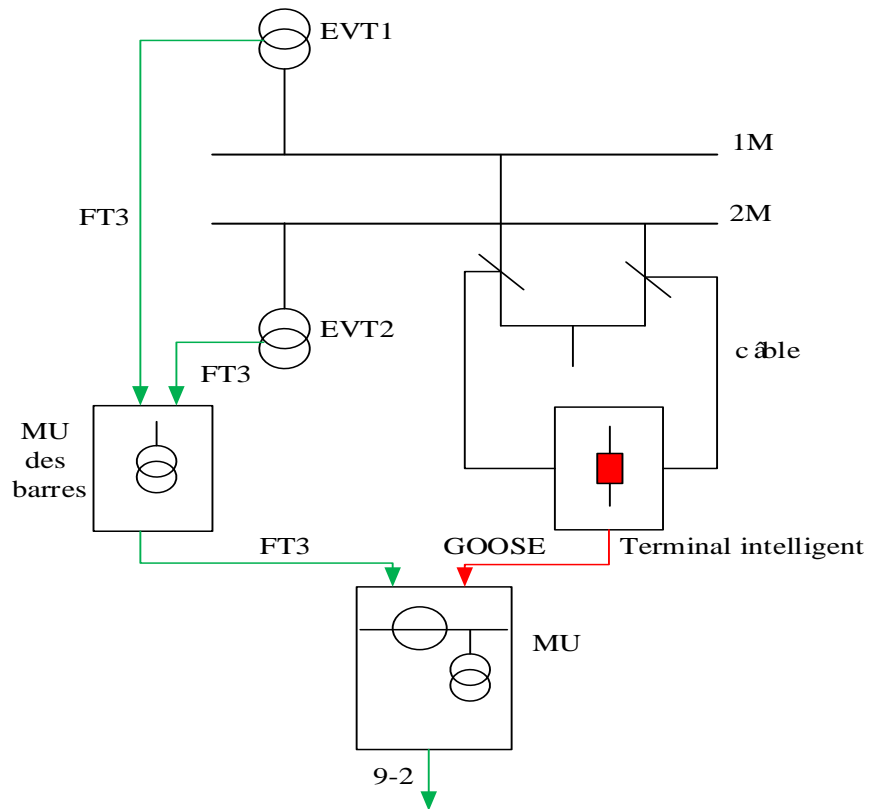 EVT1
1M
FT3
2M
EVT2
FT3
câble
MU
des
barres
FT3
GOOSE
Terminal intelligent
MU
9-2